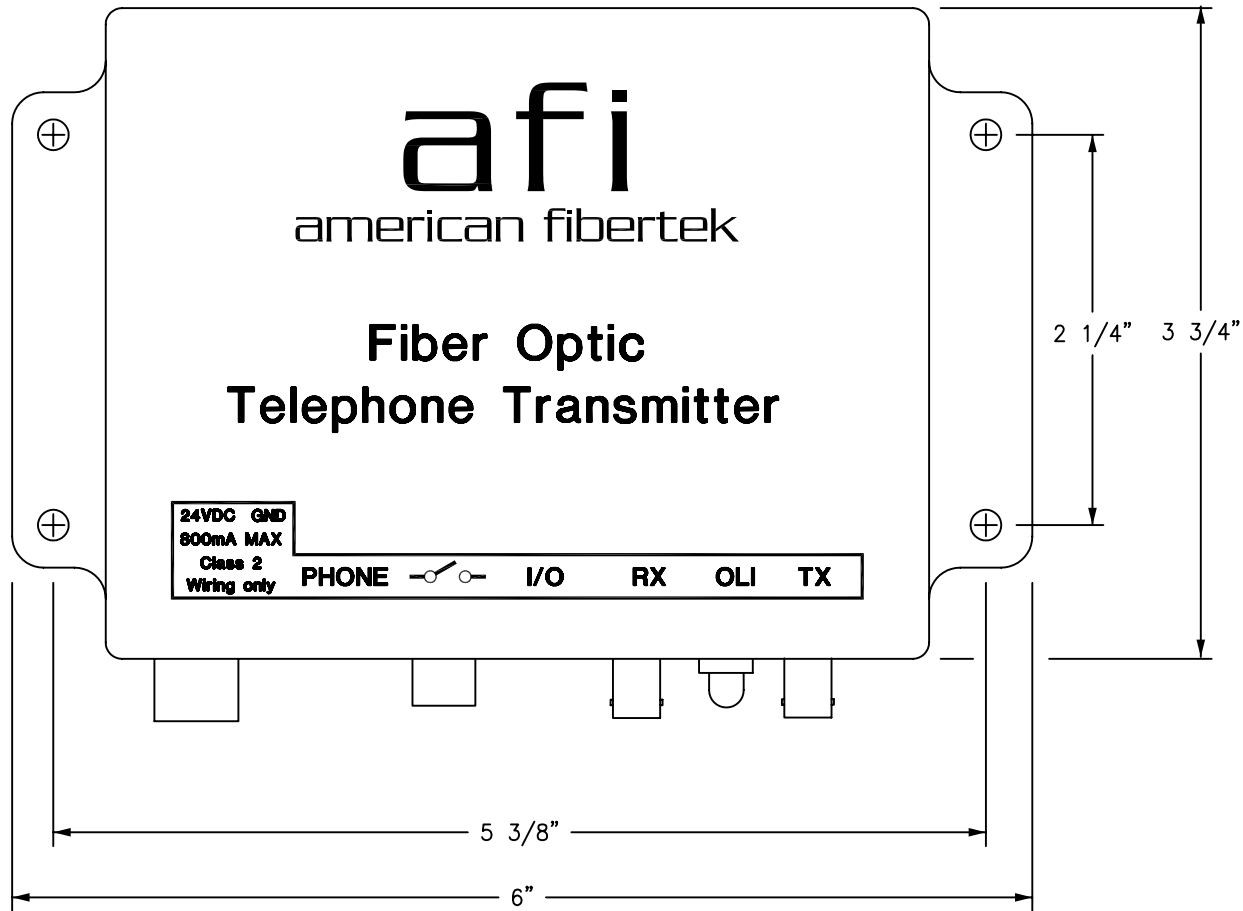 afi
american fibertek
Fiber Optic
Telephone Transmitter
2 1/4”
3 3/4”
24VDC GND
800mA MAX
Class 2
Wiring only
PHONE I/O RX OLI TX
5 3/8”
6”